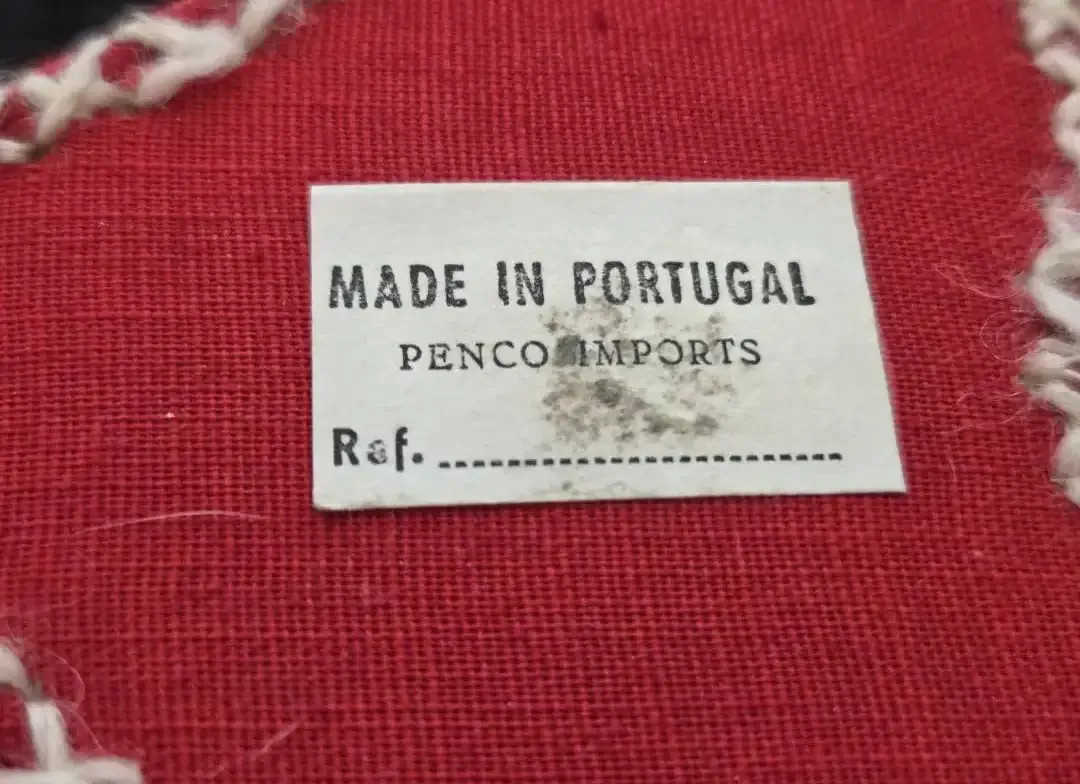 MADE IN PORTUGAL
PENCO IMPORTS
Ref. ........................